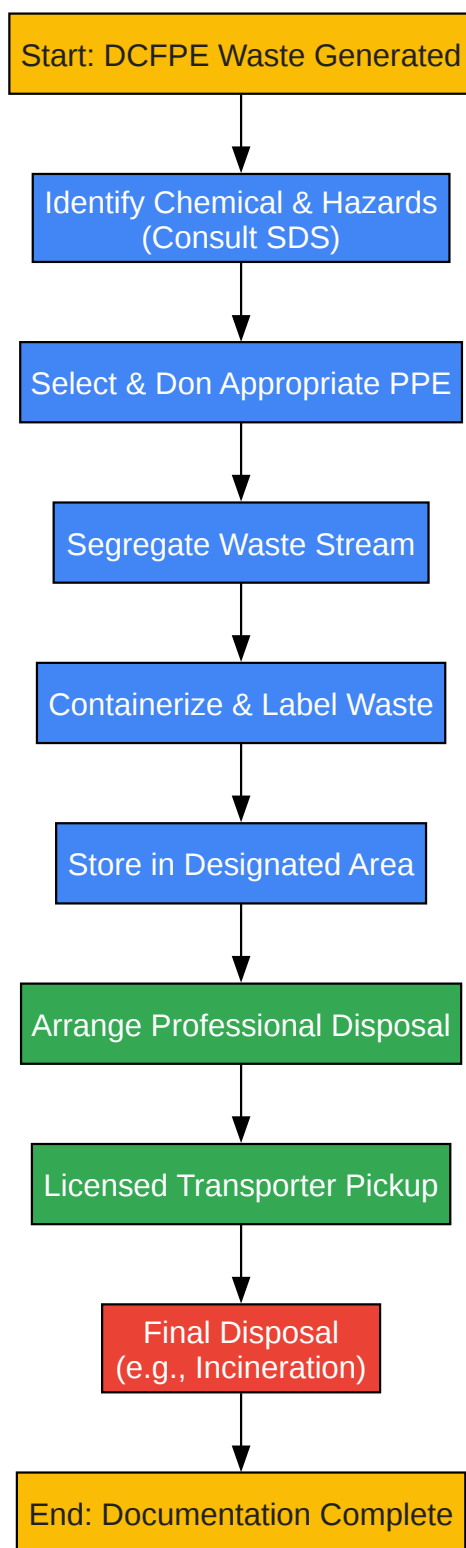 Start: DCFPE Waste Generated
Identify Chemical & Hazards
(Consult SDS)
Select & Don Appropriate PPE
Segregate Waste Stream
Containerize & Label Waste
Store in Designated Area
Arrange Professional Disposal
Licensed Transporter Pickup
Final Disposal
(e.g., Incineration)
End: Documentation Complete